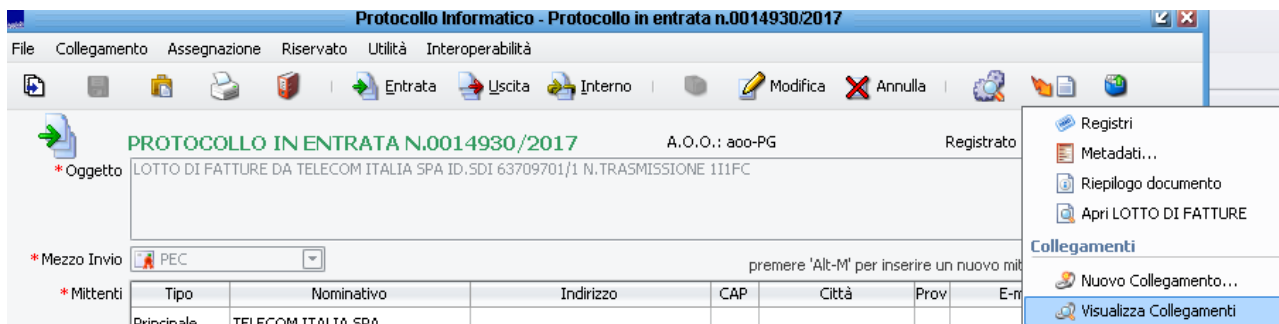 Protocollo Informatico - Protocollo in entrata n.0014930/2017
File Collegamento Assegnazione Riservato Utilità Interoperabilità
Entrata Uscita Interno Modifica Annulla
PROTOCOLLO IN ENTRATA N.0014930/2017 A.O.O.: aoo-PG Registrato
* Oggetto LOTTO DI FATTURE DA TELECOM ITALIA SPA ID.SDI 63709701/1 N.TRASMISSIONE 1I1FC
* Mezzo Invio PEC
premere 'Alt-M' per inserire un nuovo mit
* Mittenti Tipo Nominativo Indirizzo CAP Città Prov E-m
Principale TELECOM ITALIA SPA
Registri
Metadati...
Riepilogo documento
Apri LOTTO DI FATTURE
Collegamenti
Nuovo Collegamento...
Visualizza Collegamenti